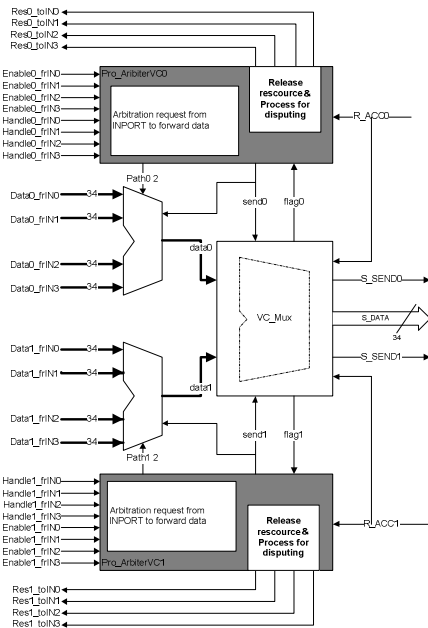 Res0_toIN0
Res0_toIN1
Res0_toIN2
Res0_toIN3
Enable0_frIN0
Enable0_frIN1
Enable0_frIN2
Enable0_frIN3
Handle0_frIN0
Handle0_frIN1
Handle0_frIN2
Handle0_frIN3
Pro_AribiterVC0
Arbitration request from
INPORT to forward data
Release
rescource &
Process for
disputing
R_ACC0
Path0 2
send0
flag0
Data0_frIN0
34
Data0_frIN1
34
Data0_frIN2
34
Data0_frIN3
34
data0
VC_Mux
S_SEND0
S_DATA
34
S_SEND1
Data1_frIN0
34
Data1_frIN1
34
Data1_frIN2
34
Data1_frIN3
34
data1
Path1 2
send1
flag1
Handle1_frIN0
Handle1_frIN1
Handle1_frIN2
Handle1_frIN3
Enable1_frIN0
Enable1_frIN1
Enable1_frIN2
Enable1_frIN3
Arbitration request from
INPORT to forward data
Release
rescource &
Process for
disputing
Pro_ArbiterVC1
R_ACC1
Res1_toIN0
Res1_toIN1
Res1_toIN2
Res1_toIN3